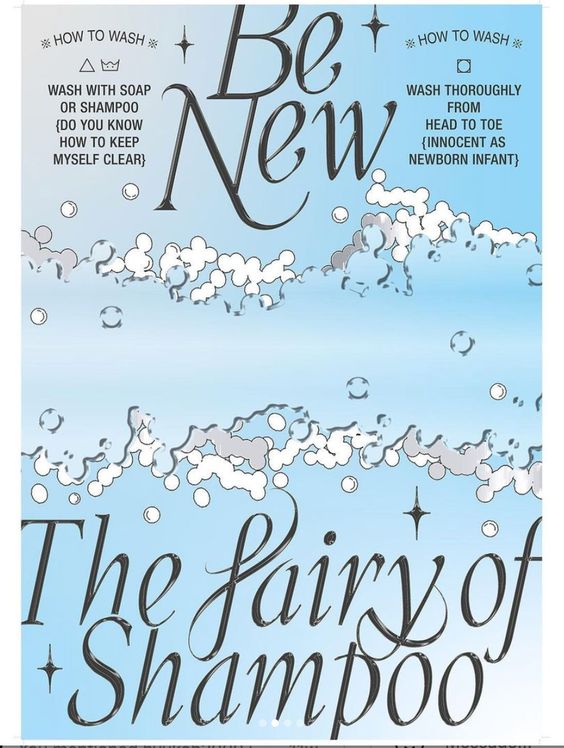 HOW TO WASH
WASH WITH SOAP
OR SHAMPOO
{DO YOU KNOW
HOW TO KEEP
MYSELF CLEAR}
Be
New
HOW TO WASH
WASH THOROUGHLY
FROM
HEAD TO TOE
{INNOCENT AS
NEWBORN INFANT}
The fairy of
Shampoo